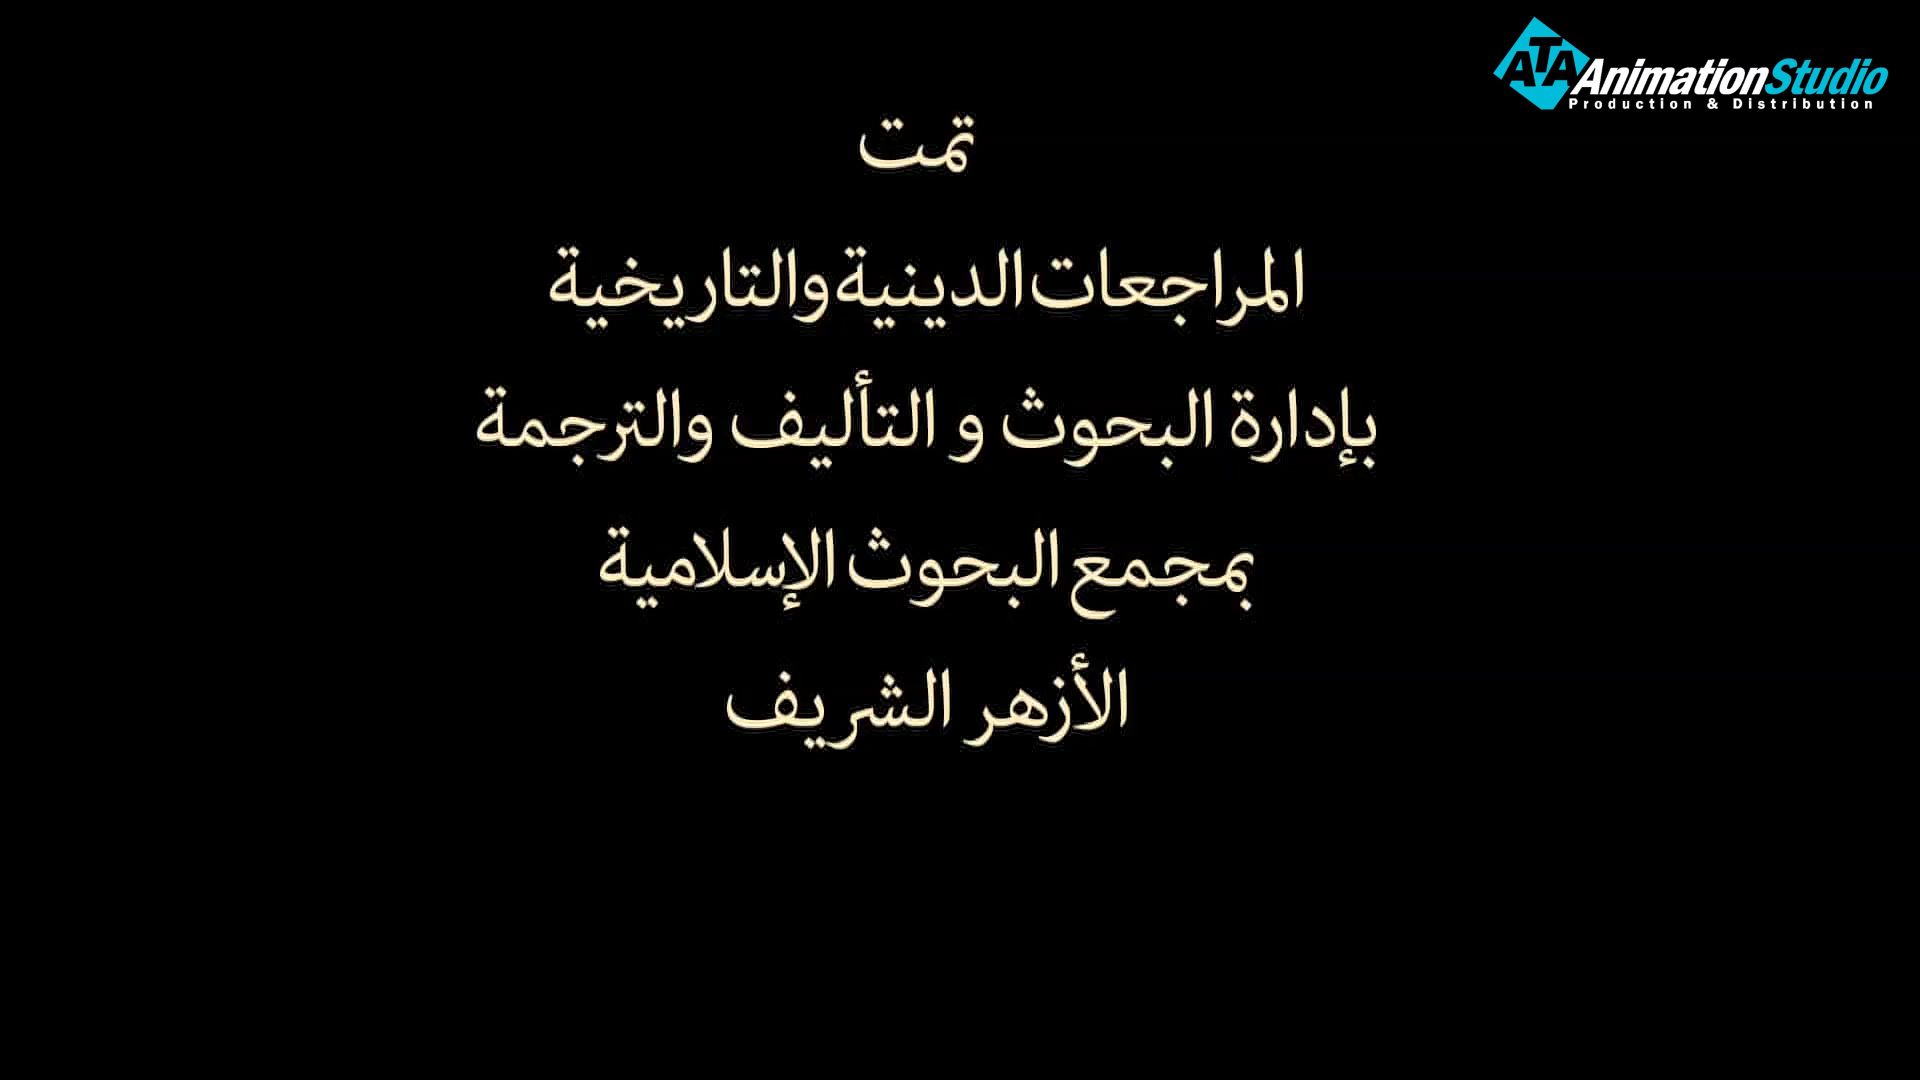 ATA AnimationStudio
Production & Distribution
تمت
المراجعات الدينية والتاريخية
بإدارة البحوث و التأليف والترجمة
بمجمع البحوث الإسلامية
الأزهر الشريف